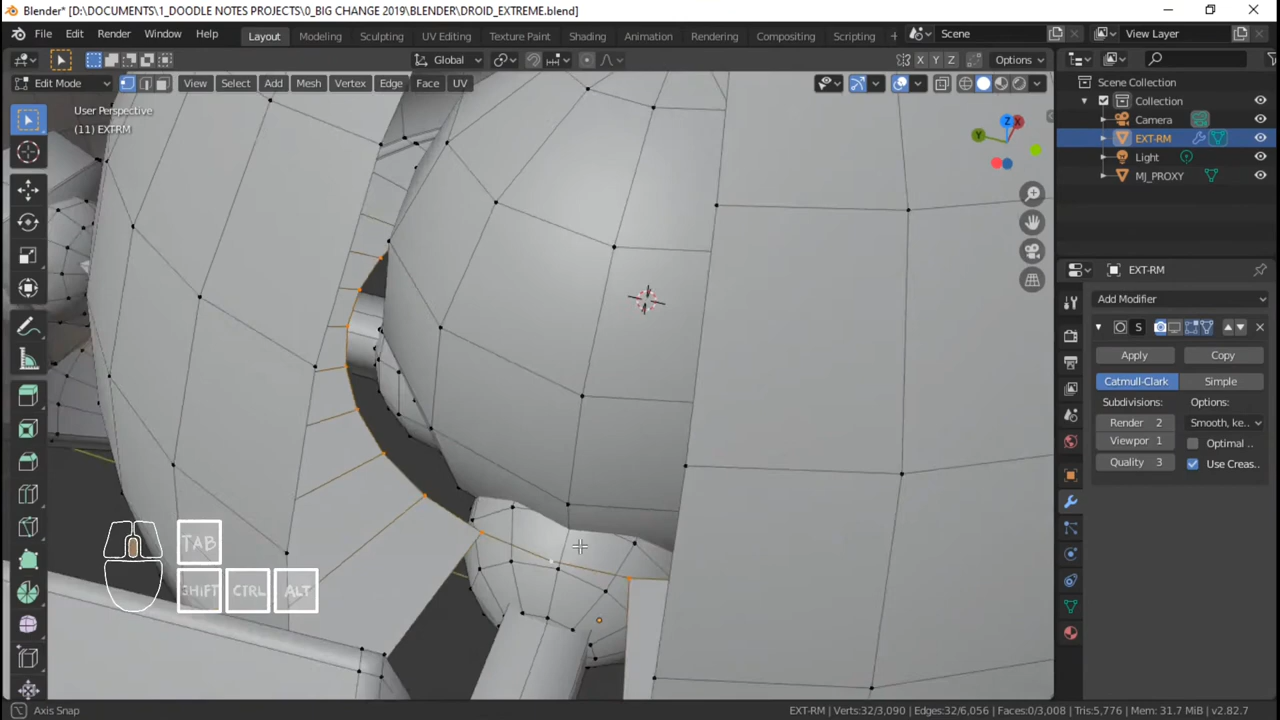 Blender* [D:\DOCUMENTS\1_DOODLE NOTES PROJECTS\0_BIG CHANGE 2019\BLENDER\DROID_EXTREME.blend]
File Edit Render Window Help Layout Modeling Sculpting UV Editing Texture Paint Shading Animation Rendering Compositing Scripting + Scene View Layer
Global X Y Z Options
Edit Mode View Select Add Mesh Vertex Edge Face UV
User Perspective
(11) EXTRM
Z X Y
Scene Collection
Collection
Camera
EXT-RM
Light
MJ_PROXY
EXT-RM
Add Modifier
S
Apply Copy
Catmull-Clark Simple
Subdivisions: Options:
Render 2 Smooth, ke..
Viewpor 1 Optimal ..
Quality 3 Use Creas..
TAB
SHIFT CTRL ALT
Axis Snap
EXT-RM | Verts:32/3,090 | Edges:32/6,056 | Faces:0/3,008 | Tris:5,776 | Mem: 31.7 MiB | v2.82.7